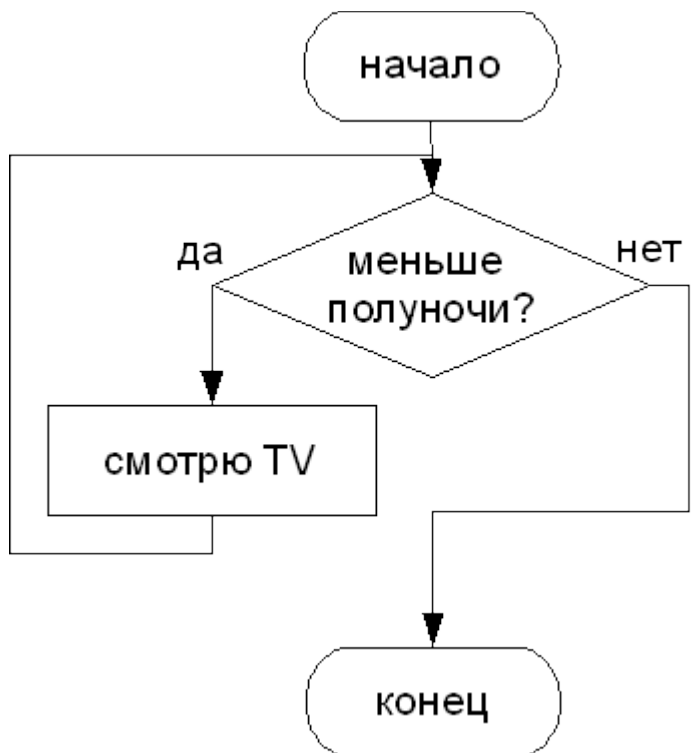 начало
да
меньше
полуночи?
нет
смотрю TV
конец